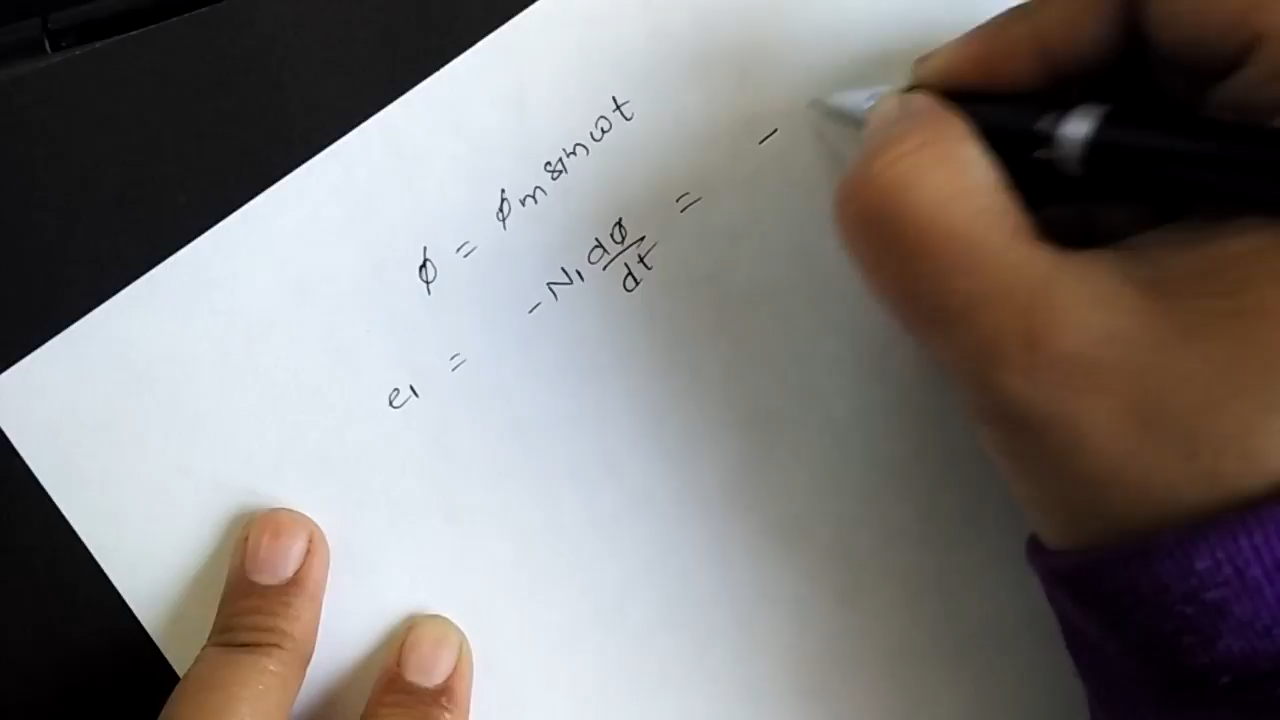 ϕ = ϕm sin ωt
e1 = -N1 dϕ/dt = -